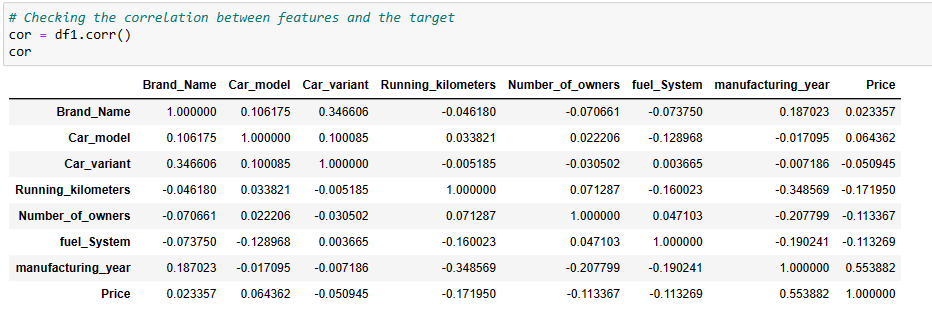 # Checking the correlation between features and the target
cor = df1.corr()
cor
Brand_Name Car_model Car_variant Running_kilometers Number_of_owners fuel_System manufacturing_year Price
Brand_Name 1.000000 0.106175 0.346606 -0.046180 -0.070661 -0.073750 0.187023 0.023357
Car_model 0.106175 1.000000 0.100085 0.033821 0.022206 -0.128968 -0.017095 0.064362
Car_variant 0.346606 0.100085 1.000000 -0.005185 -0.030502 0.003665 -0.007186 -0.050945
Running_kilometers -0.046180 0.033821 -0.005185 1.000000 0.071287 -0.160023 -0.348569 -0.171950
Number_of_owners -0.070661 0.022206 -0.030502 0.071287 1.000000 0.047103 -0.207799 -0.113367
fuel_System -0.073750 -0.128968 0.003665 -0.160023 0.047103 1.000000 -0.190241 -0.113269
manufacturing_year 0.187023 -0.017095 -0.007186 -0.348569 -0.207799 -0.190241 1.000000 0.553882
Price 0.023357 0.064362 -0.050945 -0.171950 -0.113367 -0.113269 0.553882 1.000000